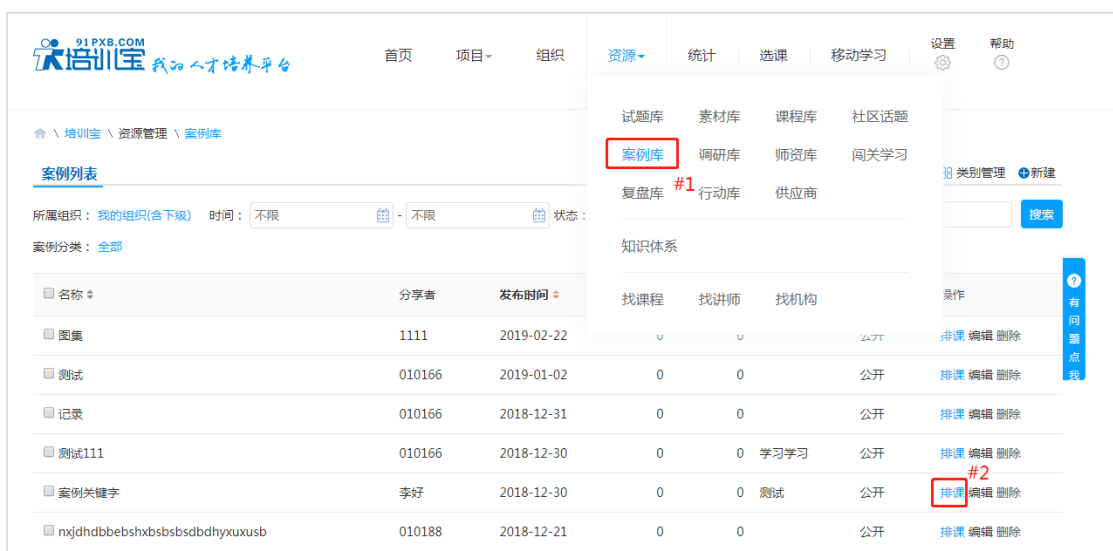 91PXB.COM
培训宝 我的人才培养平台
首页 项目 组织 资源 统计 选课 移动学习 设置 帮助
试题库 素材库 课程库 社区话题
\ 培训宝 \ 资源管理 \ 案例库
案例库 调研库 师资库 闯关学习
案例列表 类别管理 新建
#1
复盘库 行动库 供应商
所属组织： 我的组织(含下级) 时间： 不限 - 不限 状态： 搜索
案例分类： 全部
知识体系
名称 分享者 发布时间 操作
找课程 找讲师 找机构
图集 1111 2019-02-22 0 0 公开 排课 编辑 删除
测试 010166 2019-01-02 0 0 公开 排课 编辑 删除
记录 010166 2018-12-31 0 0 公开 排课 编辑 删除
测试111 010166 2018-12-30 0 0 学习学习 公开 排课 编辑 删除
#2
案例关键字 李好 2018-12-30 0 0 测试 公开 排课 编辑 删除
nxjdhdbbebshxbsbsbsdbdhyxuxusb 010188 2018-12-21 0 0 公开 排课 编辑 删除
有问题点我